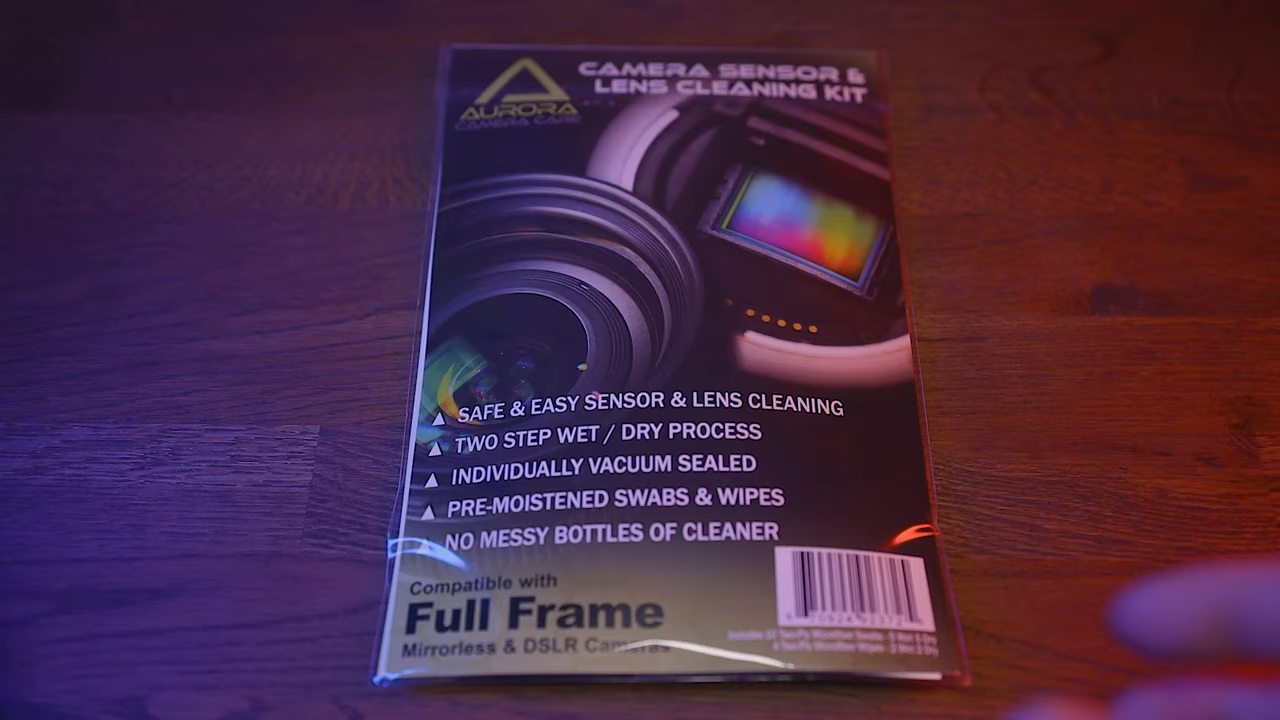 CAMERA SENSOR &
LENS CLEANING KIT
AURORA
CAMERA CARE
SAFE & EASY SENSOR & LENS CLEANING
TWO STEP WET / DRY PROCESS
INDIVIDUALLY VACUUM SEALED
PRE-MOISTENED SWABS & WIPES
NO MESSY BOTTLES OF CLEANER
Compatible with
Full Frame
Mirrorless & DSLR Cameras